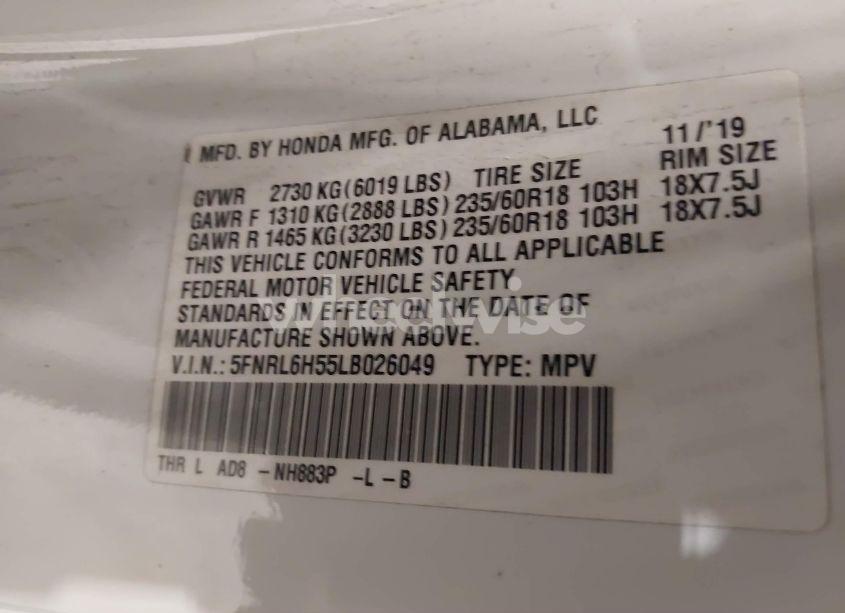 MFD. BY HONDA MFG. OF ALABAMA, LLC 11/'19
GVWR 2730 KG(6019 LBS) TIRE SIZE RIM SIZE
GAWR F 1310 KG(2888 LBS) 235/60R18 103H 18X7.5J
GAWR R 1465 KG(3230 LBS) 235/60R18 103H 18X7.5J
THIS VEHICLE CONFORMS TO ALL APPLICABLE
FEDERAL MOTOR VEHICLE SAFETY
STANDARDS IN EFFECT ON THE DATE OF
MANUFACTURE SHOWN ABOVE.
V.I.N.: 5FNRL6H55LB026049 TYPE: MPV
THR L AD8 -NH883P -L -B
wheelwise